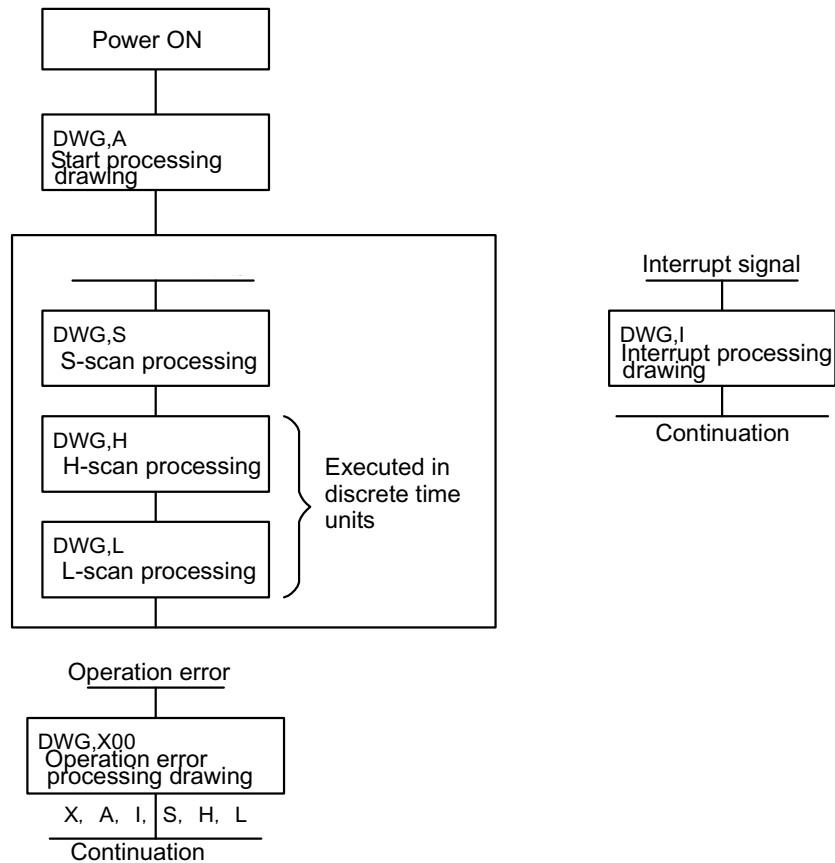 Power ON
DWG,A
Start processing
drawing
DWG,S
S-scan processing
DWG,H
H-scan processing
DWG,L
L-scan processing
Executed in
discrete time
units
Interrupt signal
DWG,I
Interrupt processing
drawing
Continuation
Operation error
DWG,X00
Operation error
processing drawing
X, A, I, S, H, L
Continuation